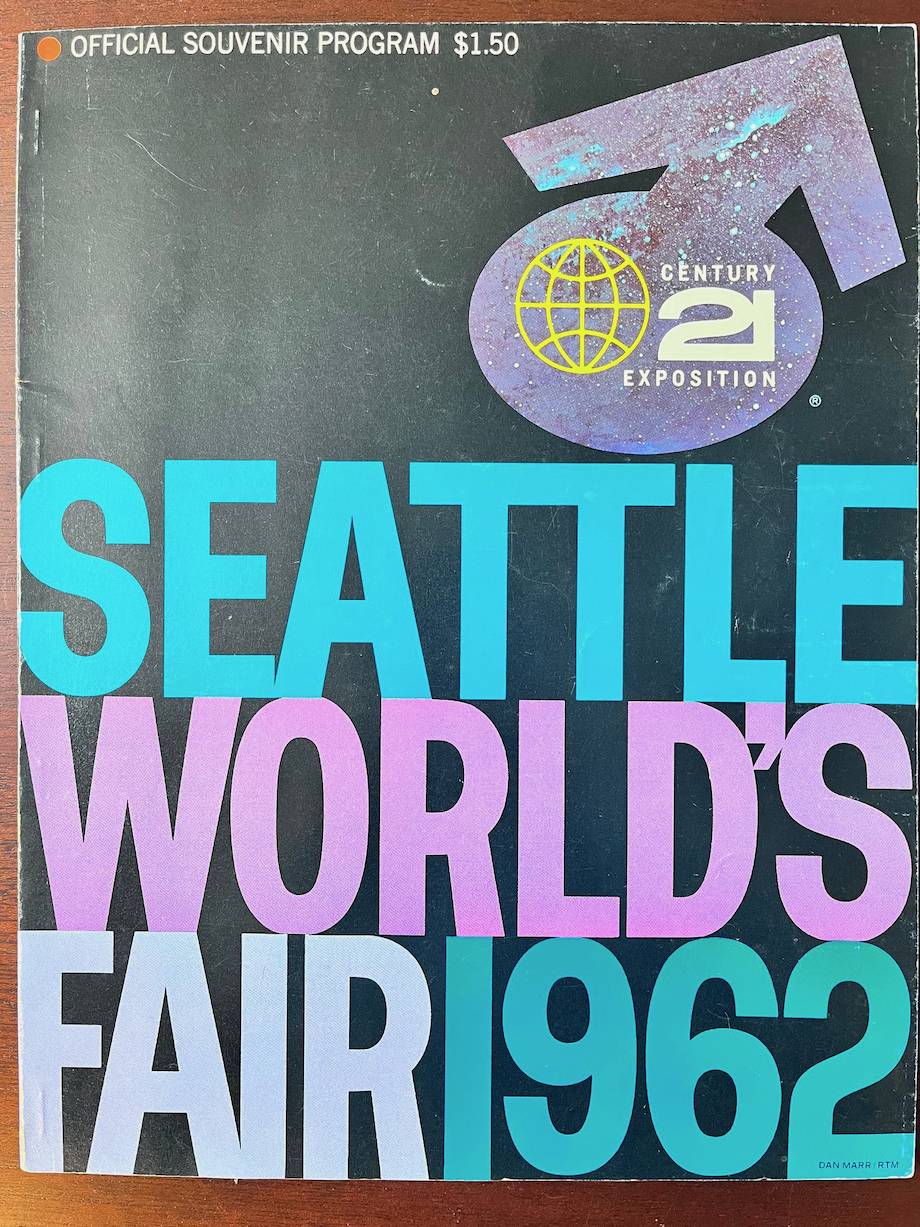 OFFICIAL SOUVENIR PROGRAM $1.50
CENTURY
21
EXPOSITION
®
SEATTLE
WORLD'S
FAIR 1962
DAN MARR/RTM